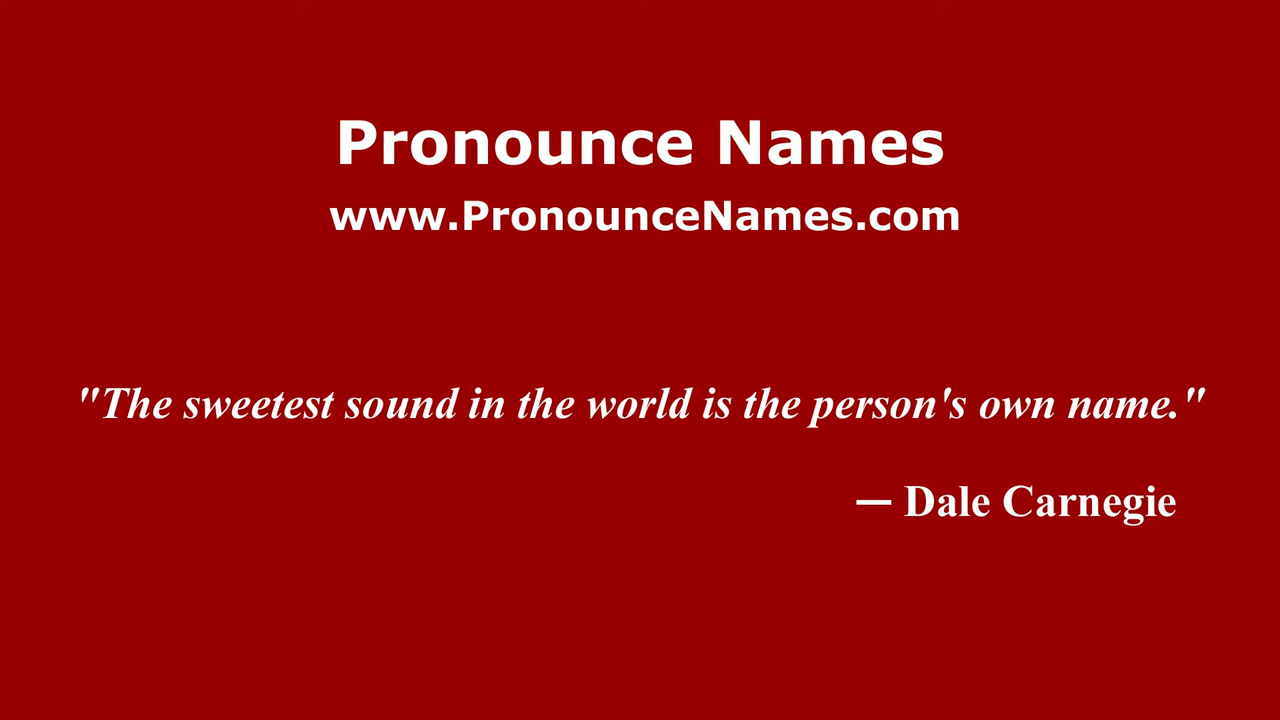 Pronounce Names
www.PronounceNames.com
"The sweetest sound in the world is the person's own name."
— Dale Carnegie